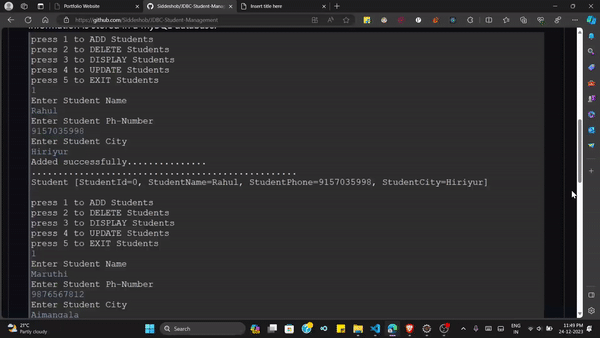 Portfolio Website
Siddeshob/JDBC-Student-Management
Insert title here
https://github.com/Siddeshob/JDBC-Student-Management
press 1 to ADD Students
press 2 to DELETE Students
press 3 to DISPLAY Students
press 4 to UPDATE Students
press 5 to EXIT Students
1
Enter Student Name
Rahul
Enter Student Ph-Number
9157035998
Enter Student City
Hiriyur
Added successfully...............
..................................................
Student [StudentId=0, StudentName=Rahul, StudentPhone=9157035998, StudentCity=Hiriyur]
press 1 to ADD Students
press 2 to DELETE Students
press 3 to DISPLAY Students
press 4 to UPDATE Students
press 5 to EXIT Students
1
Enter Student Name
Maruthi
Enter Student Ph-Number
9876567812
Enter Student City
Aimangala
21°C
Partly cloudy
Search
ENG
IN
11:49 PM
24-12-2023